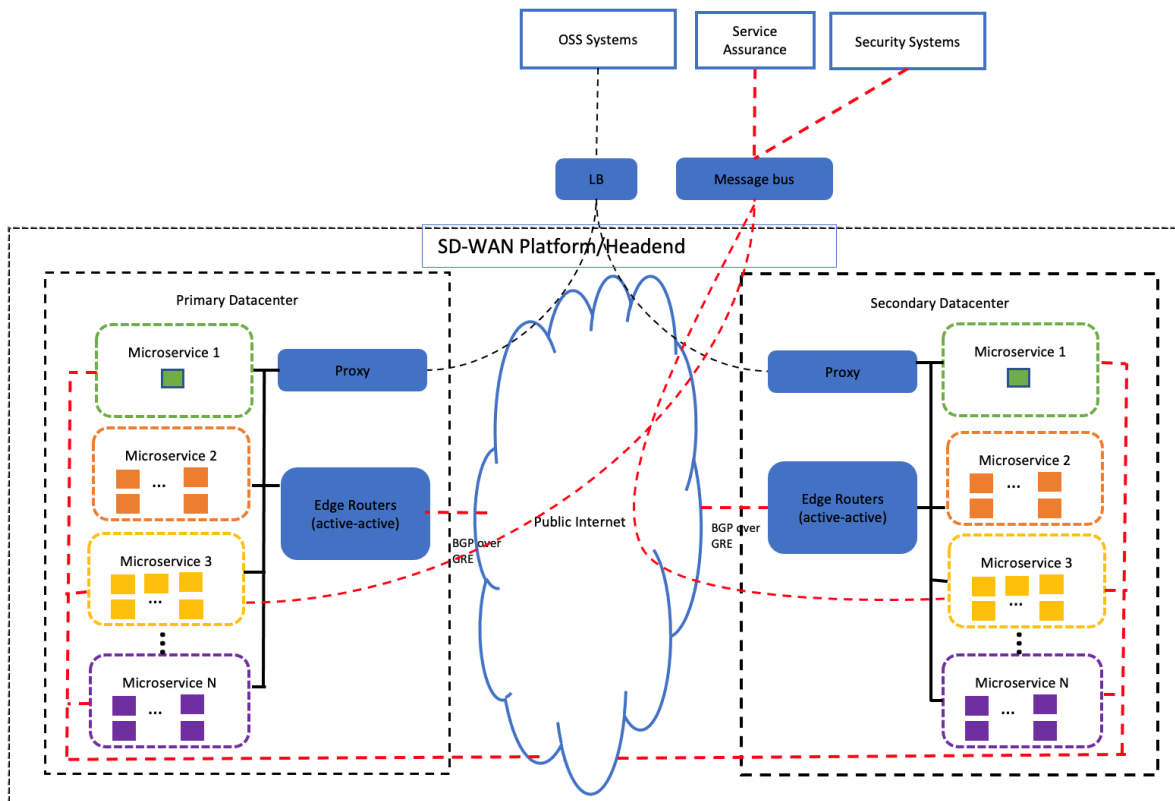 OSS Systems
Service
Assurance
Security Systems
LB
Message bus
SD-WAN Platform/Headend
Primary Datacenter
Secondary Datacenter
Microservice 1
Proxy
Microservice 2
...
Edge Routers
(active-active)
Microservice 3
...
Microservice N
...
BGP over
GRE
Public Internet
BGP over
GRE
Proxy
Edge Routers
(active-active)
Microservice 1
Microservice 2
...
Microservice 3
...
Microservice N
...